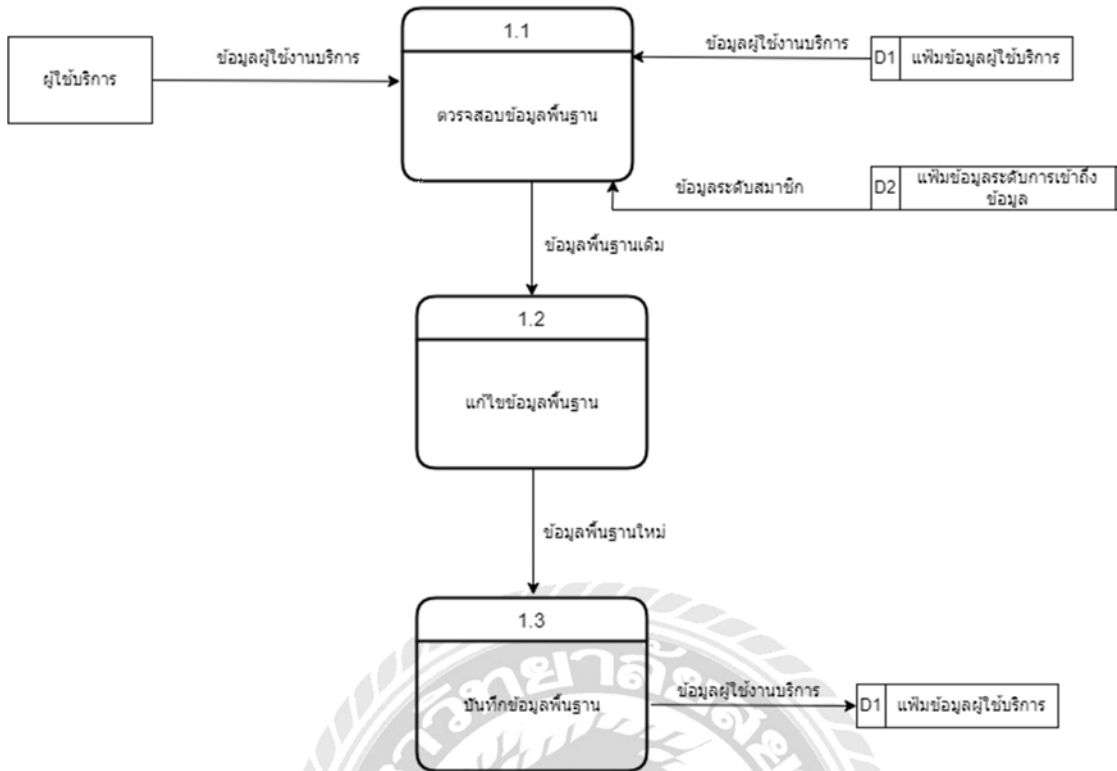 1.1
ผู้ใช้บริการ
ข้อมูลผู้ใช้งานบริการ
ตวรจสอบข้อมูลพื้นฐาน
ข้อมูลผู้ใช้งานบริการ
D1 แฟ้มข้อมูลผู้ใช้บริการ
ข้อมูลระดับสมาชิก
D2 แฟ้มข้อมูลระดับการเข้าถึง
ข้อมูล
ข้อมูลพื้นฐานเดิม
1.2
แก้ไขข้อมูลพื้นฐาน
ข้อมูลพื้นฐานใหม่
1.3
บันทึกข้อมูลพื้นฐาน
ข้อมูลผู้ใช้งานบริการ
D1 แฟ้มข้อมูลผู้ใช้บริการ